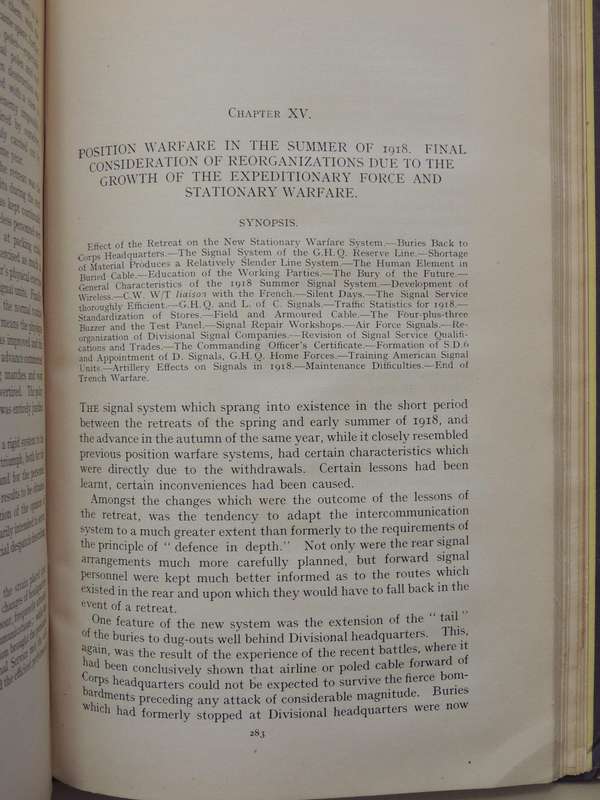 CHAPTER XV.
POSITION WARFARE IN THE SUMMER OF 1918. FINAL
CONSIDERATION OF REORGANIZATIONS DUE TO THE
GROWTH OF THE EXPEDITIONARY FORCE AND
STATIONARY WARFARE.
SYNOPSIS.
Effect of the Retreat on the New Stationary Warfare System.—Buries Back to
Corps Headquarters.—The Signal System of the G.H.Q. Reserve Line.—Shortage
of Material Produces a Relatively Slender Line System.—The Human Element in
Buried Cable.—Education of the Working Parties.—The Bury of the Future.—
General Characteristics of the 1918 Summer Signal System.—Development of
Wireless.—C.W. W/T liaison with the French.—Silent Days.—The Signal Service
thoroughly Efficient.—G.H.Q. and L. of C. Signals.—Traffic Statistics for 1918.—
Standardization of Stores.—Field and Armoured Cable.—The Four-plus-three
Buzzer and the Test Panel.—Signal Repair Workshops.—Air Force Signals.—Re-
organization of Divisional Signal Companies.—Revision of Signal Service Qualifi-
cations and Trades.—The Commanding Officer's Certificate.—Formation of S.D.6
and Appointment of D. Signals, G.H.Q. Home Forces.—Training American Signal
Units.—Artillery Effects on Signals in 1918.—Maintenance Difficulties.—End of
Trench Warfare.
THE signal system which sprang into existence in the short period
between the retreats of the spring and early summer of 1918, and
the advance in the autumn of the same year, while it closely resembled
previous position warfare systems, had certain characteristics which
were directly due to the withdrawals. Certain lessons had been
learnt, certain inconveniences had been caused.
Amongst the changes which were the outcome of the lessons of
the retreat, was the tendency to adapt the intercommunication
system to a much greater extent than formerly to the requirements of
the principle of "defence in depth." Not only were the rear signal
arrangements much more carefully planned, but forward signal
personnel were kept much better informed as to the routes which
existed in the rear and upon which they would have to fall back in the
event of a retreat.
One feature of the new system was the extension of the "tail"
of the buries to dug-outs well behind Divisional headquarters. This,
again, was the result of the experience of the recent battles, where it
had been conclusively shown that airline or poled cable forward of
Corps headquarters could not be expected to survive the fierce bom-
bardments preceding any attack of considerable magnitude. Buries
which had formerly stopped at Divisional headquarters were now
283